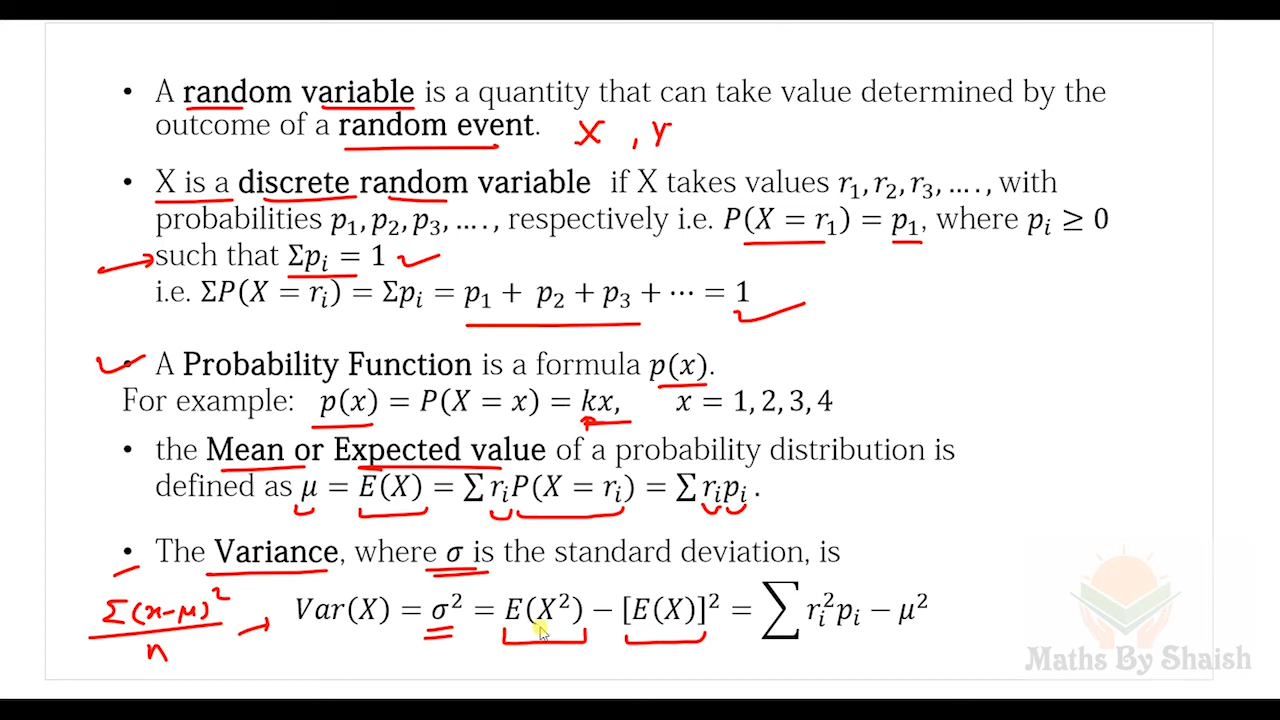 • A random variable is a quantity that can take value determined by the
outcome of a random event. X , Y
• X is a discrete random variable if X takes values r₁, r₂, r₃, …., with
probabilities p₁, p₂, p₃, …., respectively i.e. P(X = r₁) = p₁, where pᵢ ≥ 0
such that Σpᵢ = 1
i.e. ΣP(X = rᵢ) = Σpᵢ = p₁ + p₂ + p₃ + ⋯ = 1
• A Probability Function is a formula p(x).
For example: p(x) = P(X = x) = kx, x = 1, 2, 3, 4
• the Mean or Expected value of a probability distribution is
defined as μ = E(X) = ∑ rᵢP(X = rᵢ) = ∑ rᵢpᵢ .
• The Variance, where σ is the standard deviation, is
Σ(x-μ)²/n → Var(X) = σ² = E(X²) − [E(X)]² = ∑ rᵢ²pᵢ − μ²
Maths By Shaish